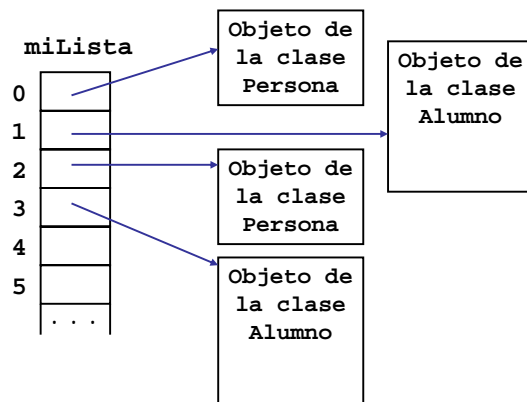 miLista
0
1
2
3
4
5
. . .
Objeto de
la clase
Persona
Objeto de
la clase
Alumno
Objeto de
la clase
Persona
Objeto de
la clase
Alumno